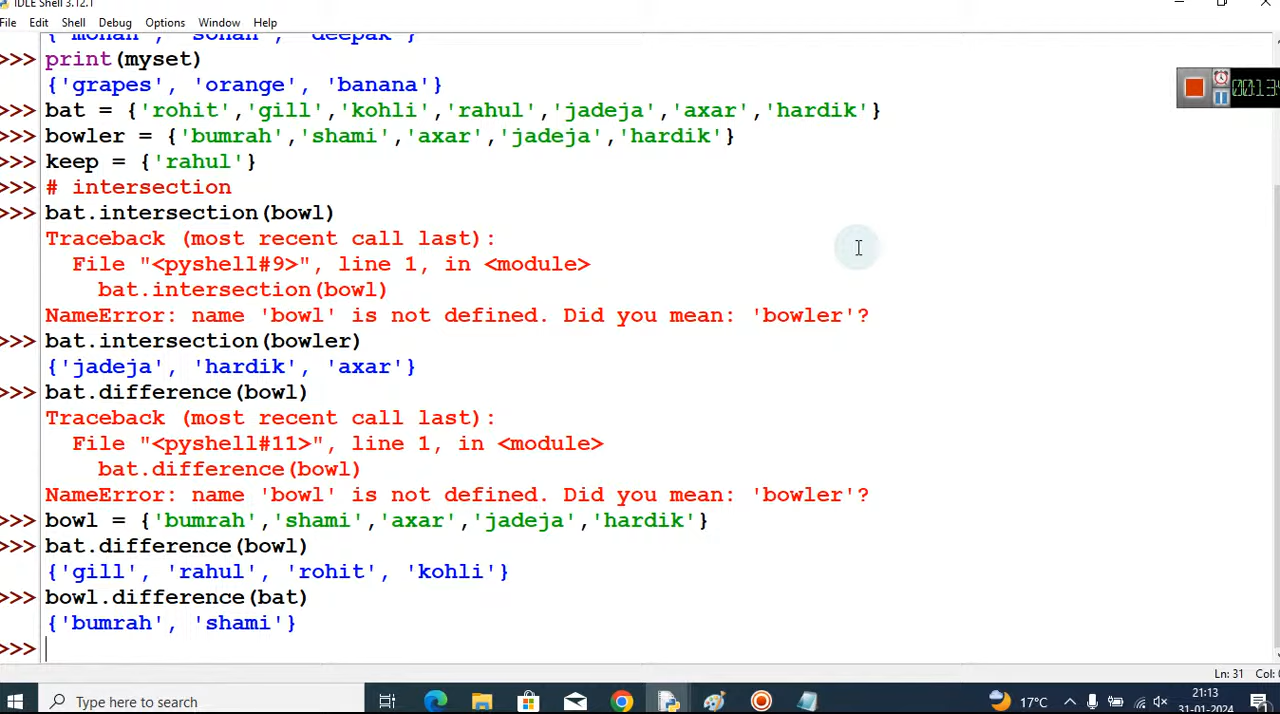 IDLE Shell 3.12.1
File Edit Shell Debug Options Window Help
{'mohan', 'sohan', 'deepak'}
>>> print(myset)
{'grapes', 'orange', 'banana'}
>>> bat = {'rohit','gill','kohli','rahul','jadeja','axar','hardik'}
>>> bowler = {'bumrah','shami','axar','jadeja','hardik'}
>>> keep = {'rahul'}
>>> # intersection
>>> bat.intersection(bowl)
Traceback (most recent call last):
  File "<pyshell#9>", line 1, in <module>
    bat.intersection(bowl)
NameError: name 'bowl' is not defined. Did you mean: 'bowler'?
>>> bat.intersection(bowler)
{'jadeja', 'hardik', 'axar'}
>>> bat.difference(bowl)
Traceback (most recent call last):
  File "<pyshell#11>", line 1, in <module>
    bat.difference(bowl)
NameError: name 'bowl' is not defined. Did you mean: 'bowler'?
>>> bowl = {'bumrah','shami','axar','jadeja','hardik'}
>>> bat.difference(bowl)
{'gill', 'rahul', 'rohit', 'kohli'}
>>> bowl.difference(bat)
{'bumrah', 'shami'}
>>>
Ln: 31 Col:
Type here to search
17°C
21:13
31-01-2024